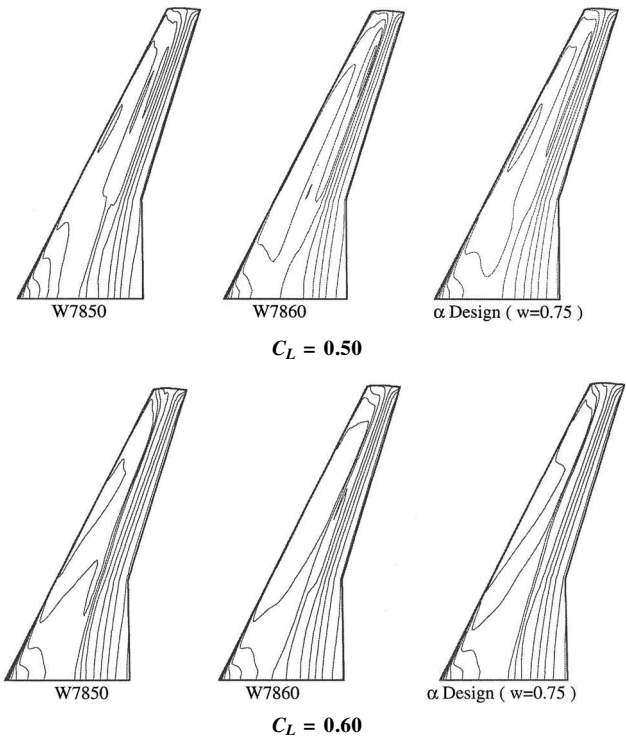 W7850 W7860 α Design ( w=0.75 )
C_L = 0.50
W7850 W7860 α Design ( w=0.75 )
C_L = 0.60